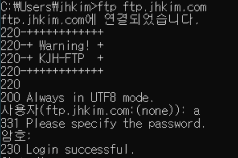 C:₩Users₩jhkim>ftp ftp.jhkim.com
ftp.jhkim.com에 연결되었습니다.
220-+++++++++++++
220-+ Warning! +
220-+ KJH-FTP  +
220-+++++++++++++
220
200 Always in UTF8 mode.
사용자(ftp.jhkim.com:(none)): a
331 Please specify the password.
암호:
230 Login successful.